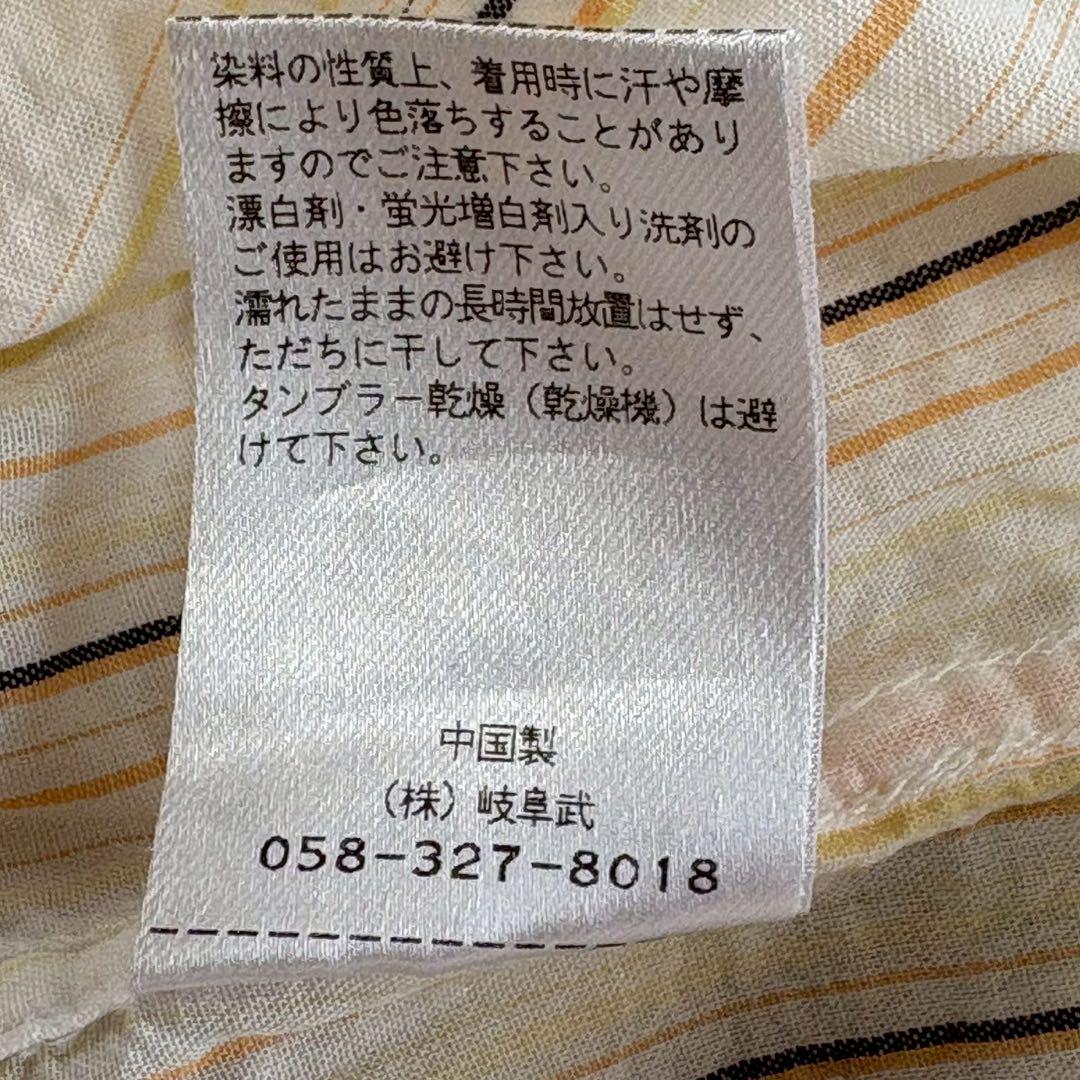 染料の性質上、着用時に汗や摩
擦により色落ちすることがあり
ますのでご注意下さい。
漂白剤・蛍光増白剤入り洗剤の
ご使用はお避け下さい。
濡れたままの長時間放置はせず、
ただちに干して下さい。
タンブラー乾燥（乾燥機）は避
けて下さい。
中国製
（株）岐阜武
058-327-8018